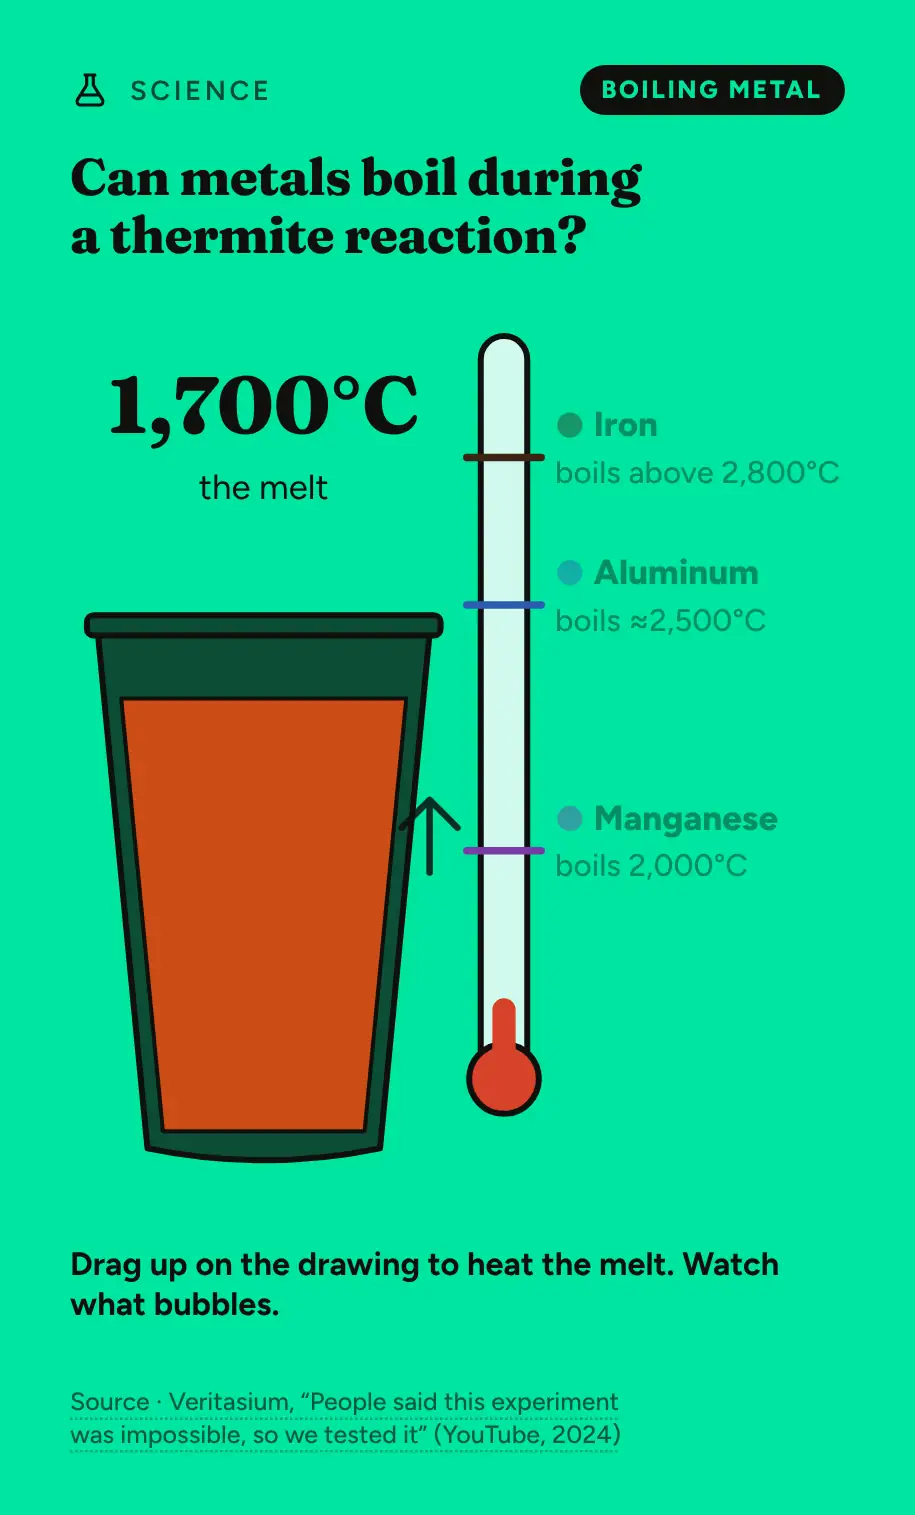 SCIENCE
BOILING METAL
Can metals boil during
a thermite reaction?
1,700°C
the melt
Iron
boils above 2,800°C
Aluminum
boils ≈2,500°C
Manganese
boils 2,000°C
Drag up on the drawing to heat the melt. Watch
what bubbles.
Source · Veritasium, “People said this experiment
was impossible, so we tested it” (YouTube, 2024)